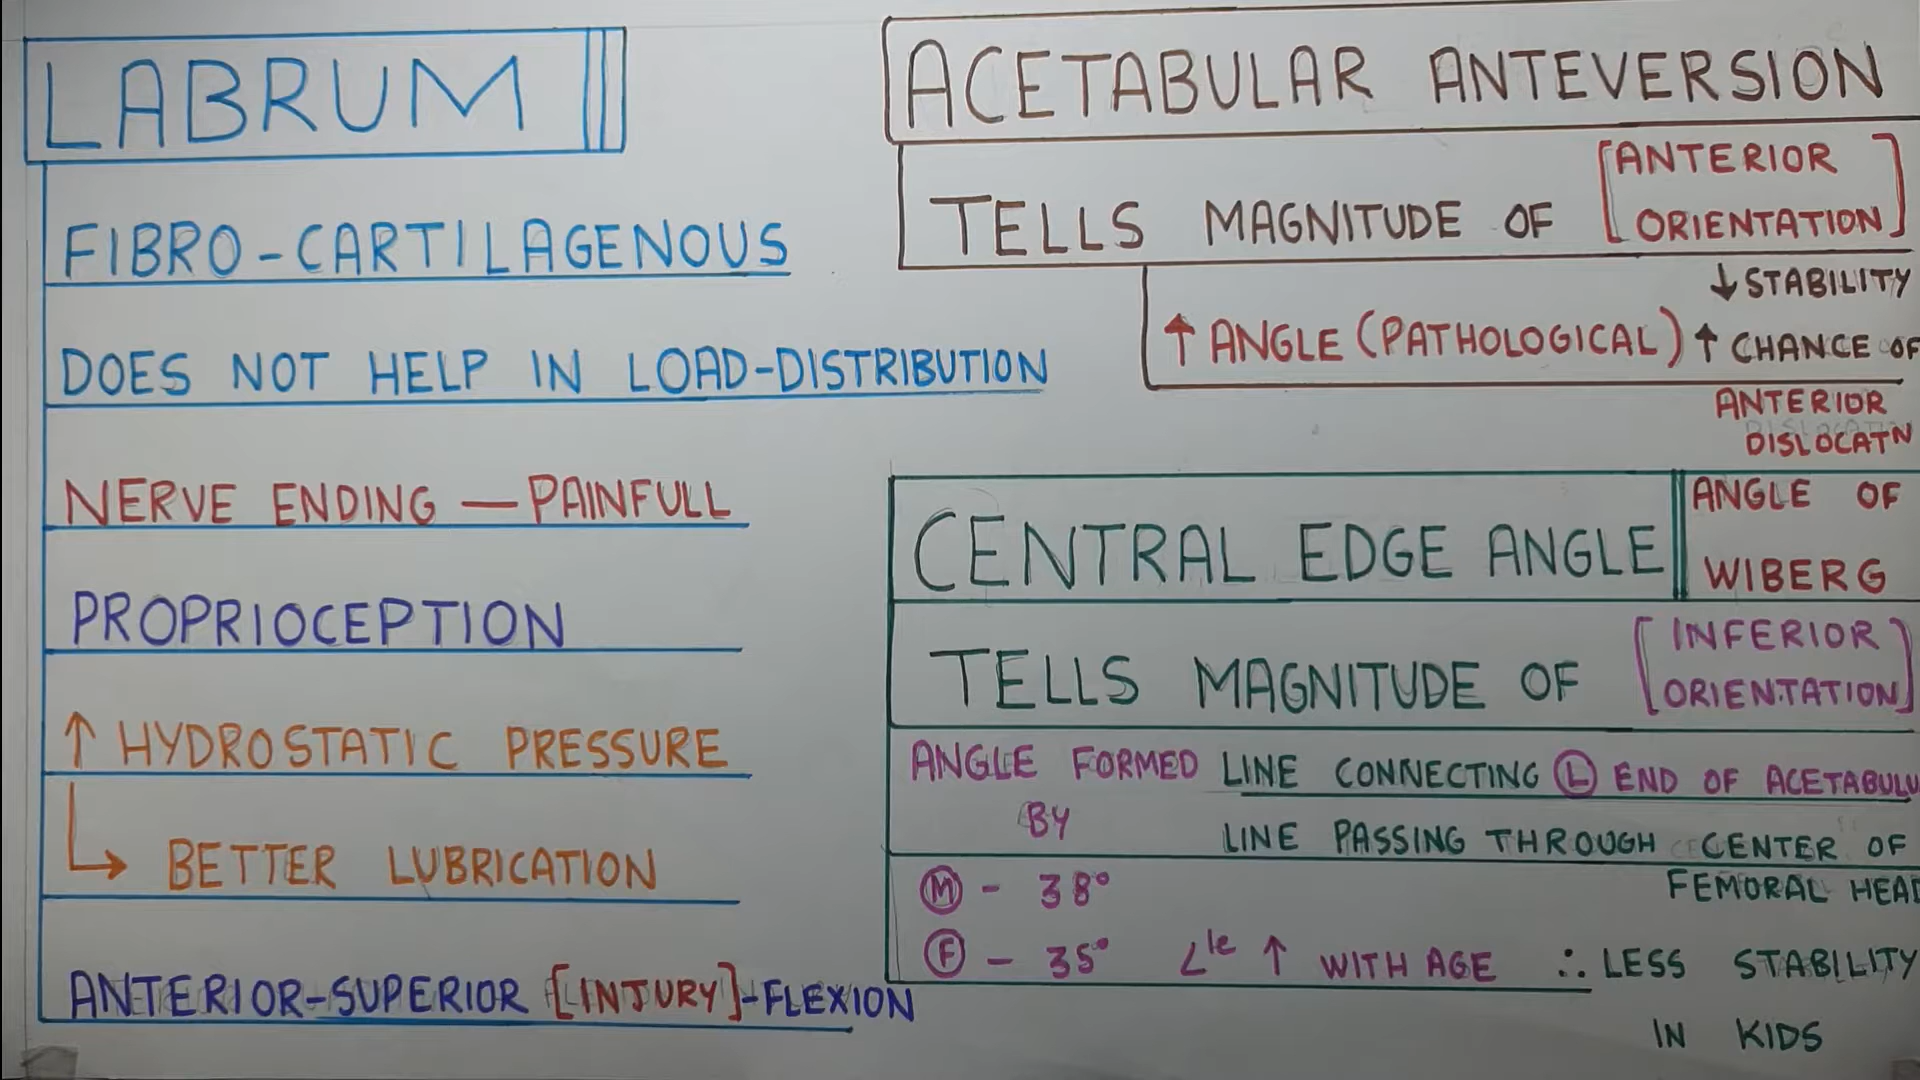 LABRUM
FIBRO-CARTILAGENOUS
DOES NOT HELP IN LOAD-DISTRIBUTION
NERVE ENDING — PAINFULL
PROPRIOCEPTION
↑ HYDROSTATIC PRESSURE
↳ BETTER LUBRICATION
ANTERIOR-SUPERIOR [INJURY]-FLEXION
ACETABULAR ANTEVERSION
TELLS MAGNITUDE OF [ANTERIOR
ORIENTATION]
↓ STABILITY
↑ ANGLE (PATHOLOGICAL) ↑ CHANCE OF
ANTERIOR
DISLOCATN
CENTRAL EDGE ANGLE
ANGLE OF
WIBERG
TELLS MAGNITUDE OF [INFERIOR
ORIENTATION]
ANGLE FORMED
BY
LINE CONNECTING Ⓛ END OF ACETABULU
LINE PASSING THROUGH CENTER OF
FEMORAL HEAD
Ⓜ - 38°
Ⓕ - 35° ∠le ↑ WITH AGE ∴ LESS STABILITY
IN KIDS